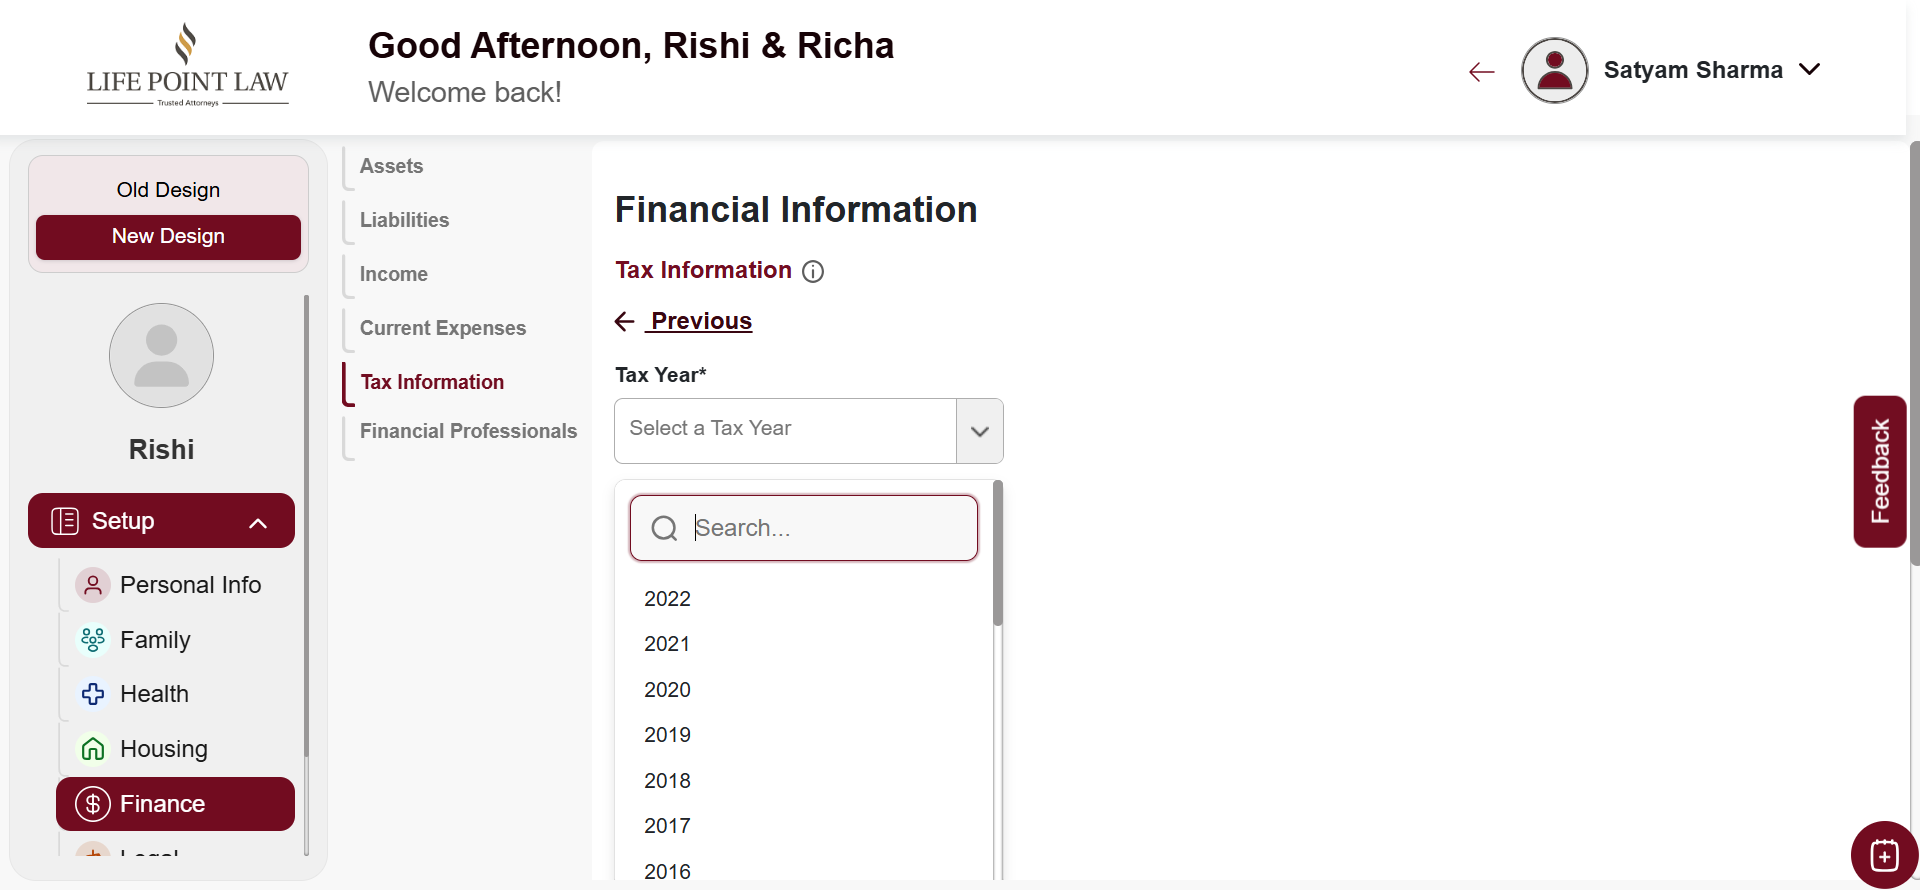 LIFE POINT LAW
Trusted Attorneys
Good Afternoon, Rishi & Richa
Welcome back!
Satyam Sharma
Old Design
New Design
Rishi
Setup
Personal Info
Family
Health
Housing
Finance
Legal
Assets
Liabilities
Income
Current Expenses
Tax Information
Financial Professionals
Financial Information
Tax Information
Previous
Tax Year*
Select a Tax Year
Search...
2022
2021
2020
2019
2018
2017
2016
Feedback